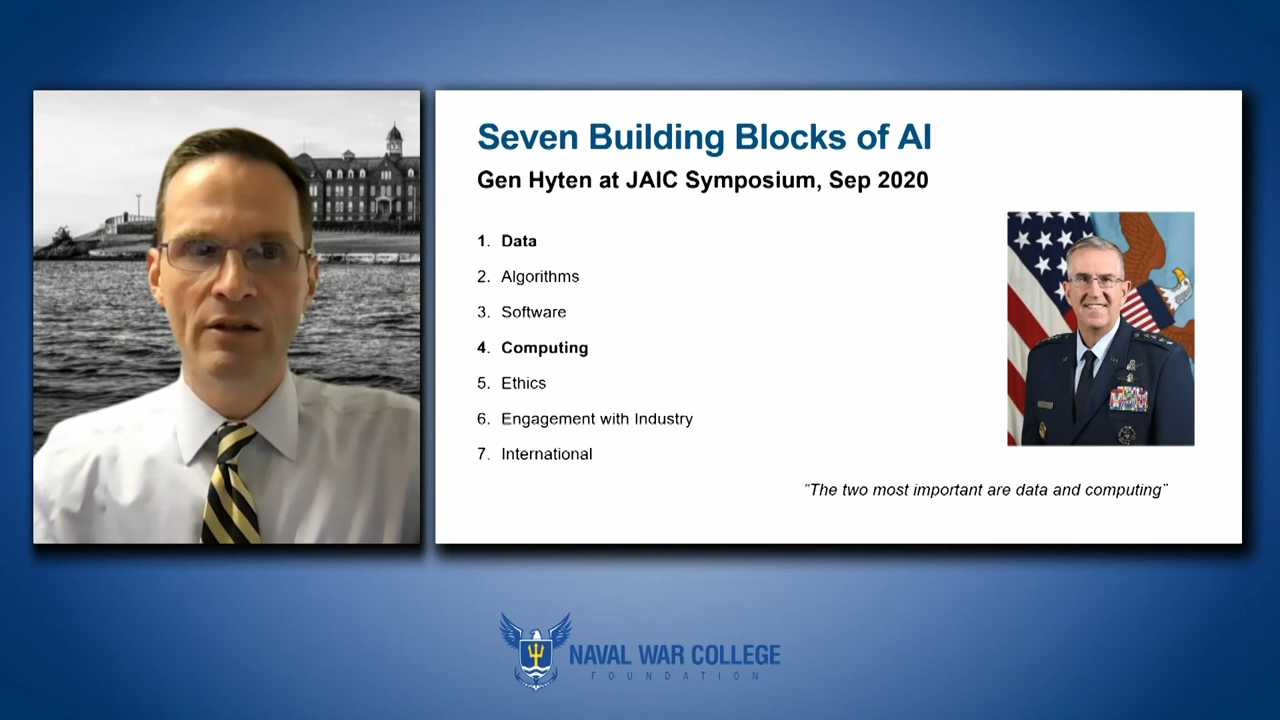 Seven Building Blocks of AI
Gen Hyten at JAIC Symposium, Sep 2020
1. Data
2. Algorithms
3. Software
4. Computing
5. Ethics
6. Engagement with Industry
7. International
“The two most important are data and computing”
NAVAL WAR COLLEGE
FOUNDATION